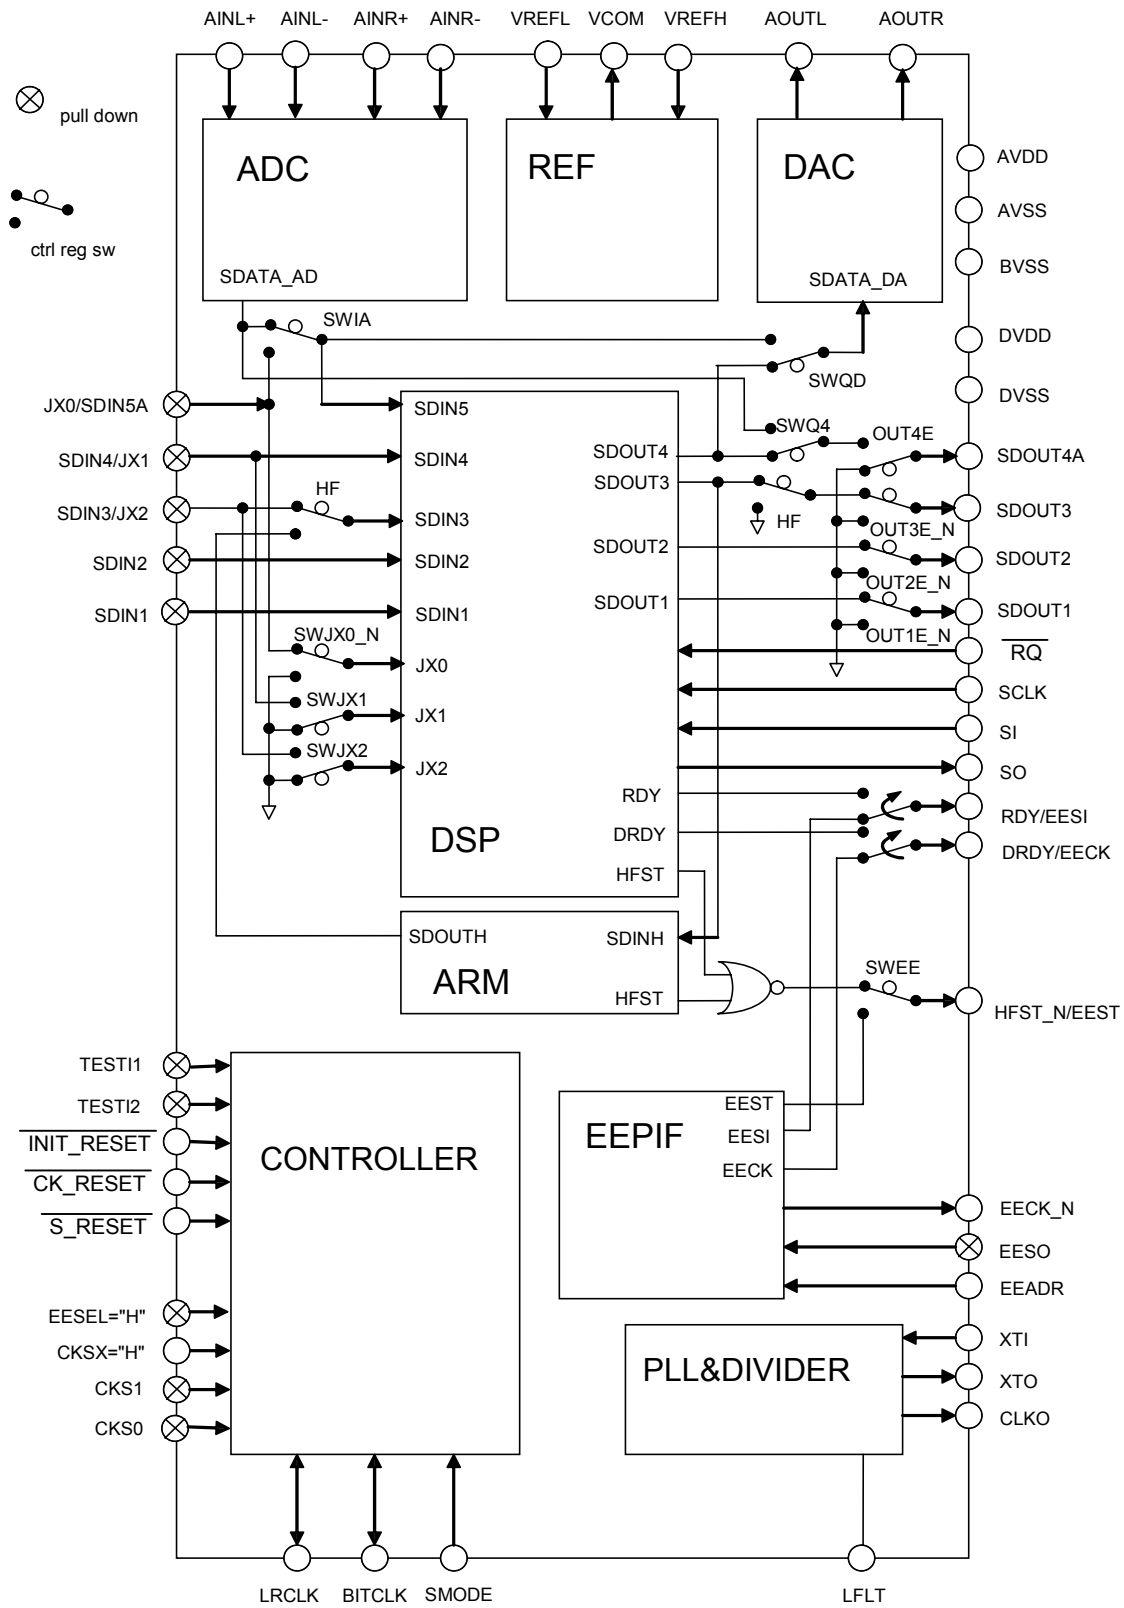 AINL+ AINL- AINR+ AINR- VREFL VCOM VREFH AOUTL AOUTR
pull down
ctrl reg sw
ADC
REF
DAC
SDATA_AD
SDATA_DA
AVDD
AVSS
BVSS
DVDD
DVSS
SWIA
SWQD
JX0/SDIN5A
SDIN4/JX1
SDIN3/JX2
SDIN2
SDIN1
HF
SWJX0_N
SWJX1
SWJX2
SDIN5
SDIN4
SDIN3
SDIN2
SDIN1
JX0
JX1
JX2
DSP
SDOUT4
SDOUT3
SDOUT2
SDOUT1
RDY
DRDY
HFST
SWQ4
OUT4E
HF
OUT3E_N
OUT2E_N
OUT1E_N
SDOUT4A
SDOUT3
SDOUT2
SDOUT1
RQ
SCLK
SI
SO
RDY/EESI
DRDY/EECK
SDOUTH
SDINH
ARM
HFST
SWEE
HFST_N/EEST
TESTI1
TESTI2
INIT_RESET
CK_RESET
S_RESET
EESEL="H"
CKSX="H"
CKS1
CKS0
CONTROLLER
EEPIF
EEST
EESI
EECK
EECK_N
EESO
EEADR
PLL&DIVIDER
XTI
XTO
CLKO
LRCLK BITCLK SMODE LFLT